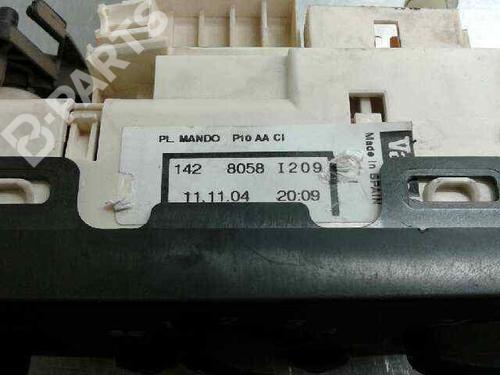 B-PARTS
PL. MANDO P10 AA CI
142 8058 I209
11.11.04 20:09
Made in SPAIN